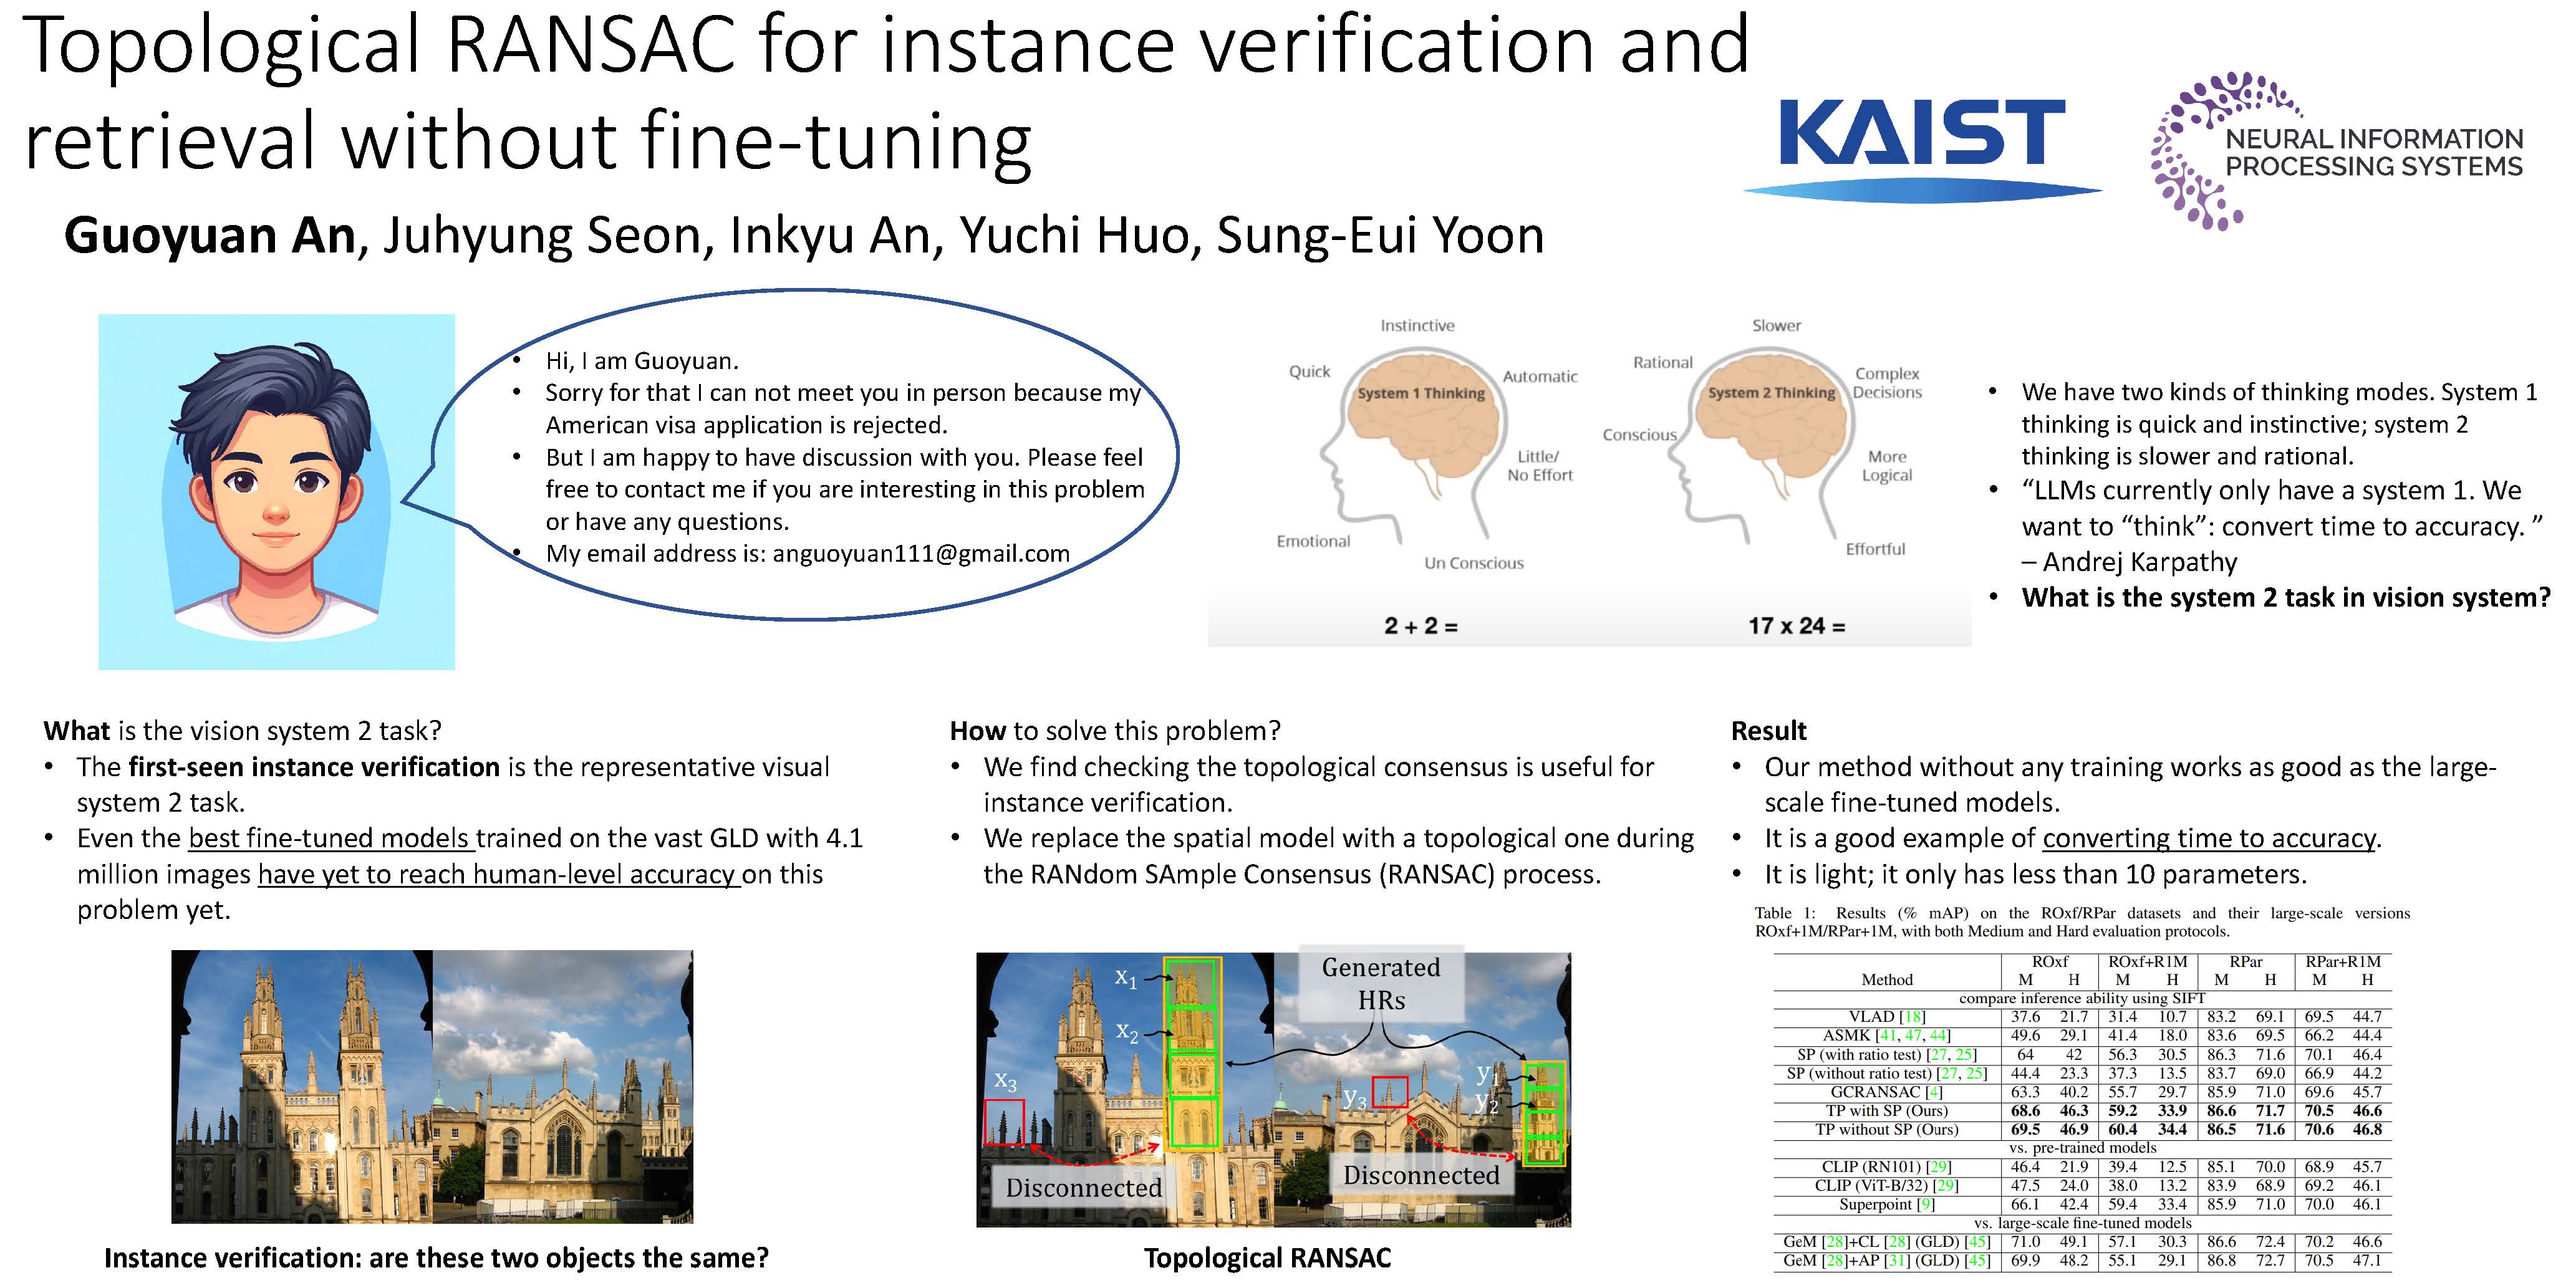 Topological RANSAC for instance verification and
retrieval without fine-tuning
KAIST
NEURAL INFORMATION
PROCESSING SYSTEMS
Guoyuan An, Juhyung Seon, Inkyu An, Yuchi Huo, Sung-Eui Yoon
• Hi, I am Guoyuan.
• Sorry for that I can not meet you in person because my
American visa application is rejected.
• But I am happy to have discussion with you. Please feel
free to contact me if you are interesting in this problem
or have any questions.
• My email address is: anguoyuan111@gmail.com
Instinctive
Quick
Automatic
System 1 Thinking
Little/
No Effort
Emotional
Un Conscious
2 + 2 =
Slower
Rational
Complex
Decisions
System 2 Thinking
Conscious
More
Logical
Effortful
17 x 24 =
• We have two kinds of thinking modes. System 1
thinking is quick and instinctive; system 2
thinking is slower and rational.
• “LLMs currently only have a system 1. We
want to “think”: convert time to accuracy. ”
– Andrej Karpathy
• What is the system 2 task in vision system?
What is the vision system 2 task?
• The first-seen instance verification is the representative visual
system 2 task.
• Even the best fine-tuned models trained on the vast GLD with 4.1
million images have yet to reach human-level accuracy on this
problem yet.
Instance verification: are these two objects the same?
How to solve this problem?
• We find checking the topological consensus is useful for
instance verification.
• We replace the spatial model with a topological one during
the RANdom SAmple Consensus (RANSAC) process.
x1
x2
x3
Generated
HRs
y1
y2
y3
Disconnected
Disconnected
Topological RANSAC
Result
• Our method without any training works as good as the large-
scale fine-tuned models.
• It is a good example of converting time to accuracy.
• It is light; it only has less than 10 parameters.
Table 1: Results (% mAP) on the ROxf/RPar datasets and their large-scale versions
ROxf+1M/RPar+1M, with both Medium and Hard evaluation protocols.
ROxf ROxf+R1M RPar RPar+R1M
Method M H M H M H M H
compare inference ability using SIFT
VLAD [18] 37.6 21.7 31.4 10.7 83.2 69.1 69.5 44.7
ASMK [41, 47, 44] 49.6 29.1 41.4 18.0 83.6 69.5 66.2 44.4
SP (with ratio test) [27, 25] 64 42 56.3 30.5 86.3 71.6 70.1 46.4
SP (without ratio test) [27, 25] 44.4 23.3 37.3 13.5 83.7 69.0 66.9 44.2
GCRANSAC [4] 63.3 40.2 55.7 29.7 85.9 71.0 69.6 45.7
TP with SP (Ours) 68.6 46.3 59.2 33.9 86.6 71.7 70.5 46.6
TP without SP (Ours) 69.5 46.9 60.4 34.4 86.5 71.6 70.6 46.8
vs. pre-trained models
CLIP (RN101) [29] 46.4 21.9 39.4 12.5 85.1 70.0 68.9 45.7
CLIP (ViT-B/32) [29] 47.5 24.0 38.0 13.2 83.9 68.9 69.2 46.1
Superpoint [9] 66.1 42.4 59.4 33.4 85.9 71.0 70.0 46.1
vs. large-scale fine-tuned models
GeM [28]+CL [28] (GLD) [45] 71.0 49.1 57.1 30.3 86.6 72.4 70.2 46.6
GeM [28]+AP [31] (GLD) [45] 69.9 48.2 55.1 29.1 86.8 72.7 70.5 47.1